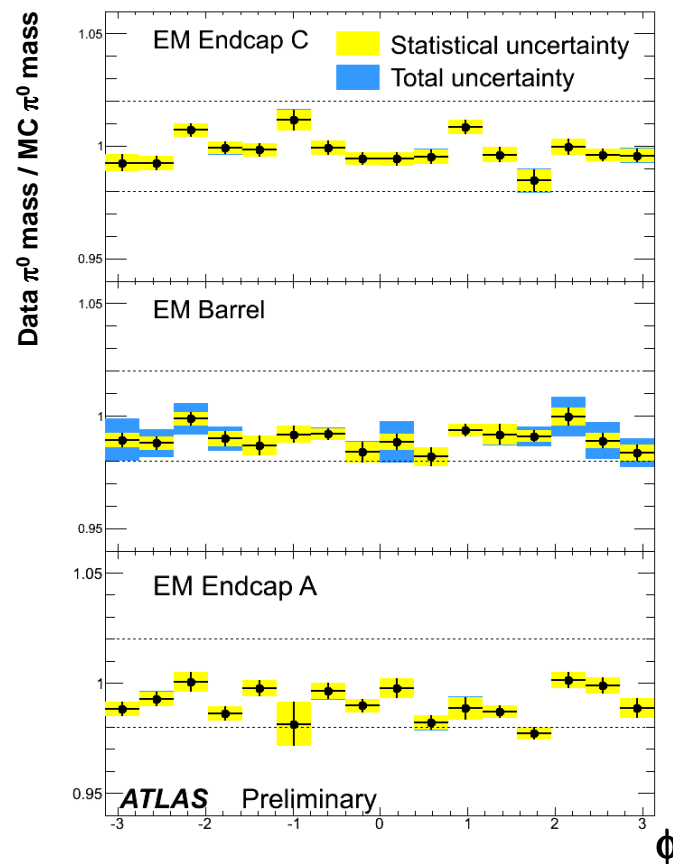 Data π⁰ mass / MC π⁰ mass
1.05
EM Endcap C
Statistical uncertainty
Total uncertainty
1
0.95
1.05
EM Barrel
1
0.95
1.05
EM Endcap A
1
0.95
ATLAS Preliminary
-3 -2 -1 0 1 2 3
ϕ